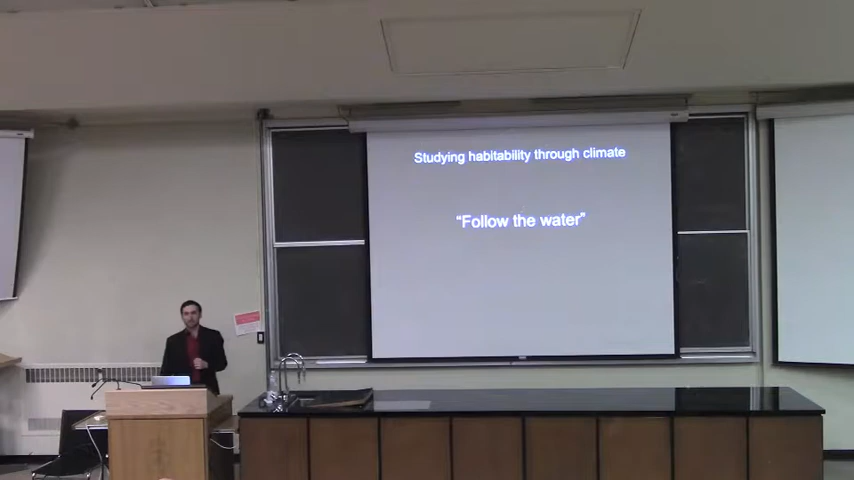 Studying habitability through climate
“Follow the water”